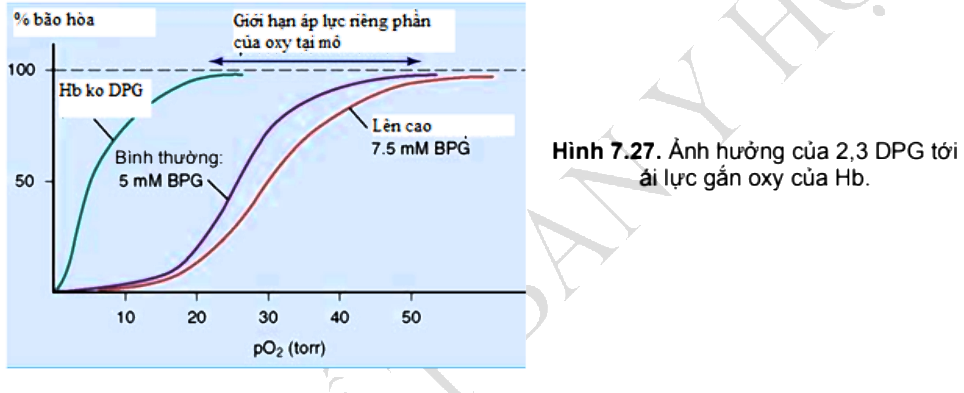 % bão hòa
Giới hạn áp lực riêng phần
của oxy tại mô
100
Hb ko DPG
Bình thường:
5 mM BPG
Lên cao
7.5 mM BPG
50
10 20 30 40 50
pO₂ (torr)
Hình 7.27. Ảnh hưởng của 2,3 DPG tới
ái lực gắn oxy của Hb.